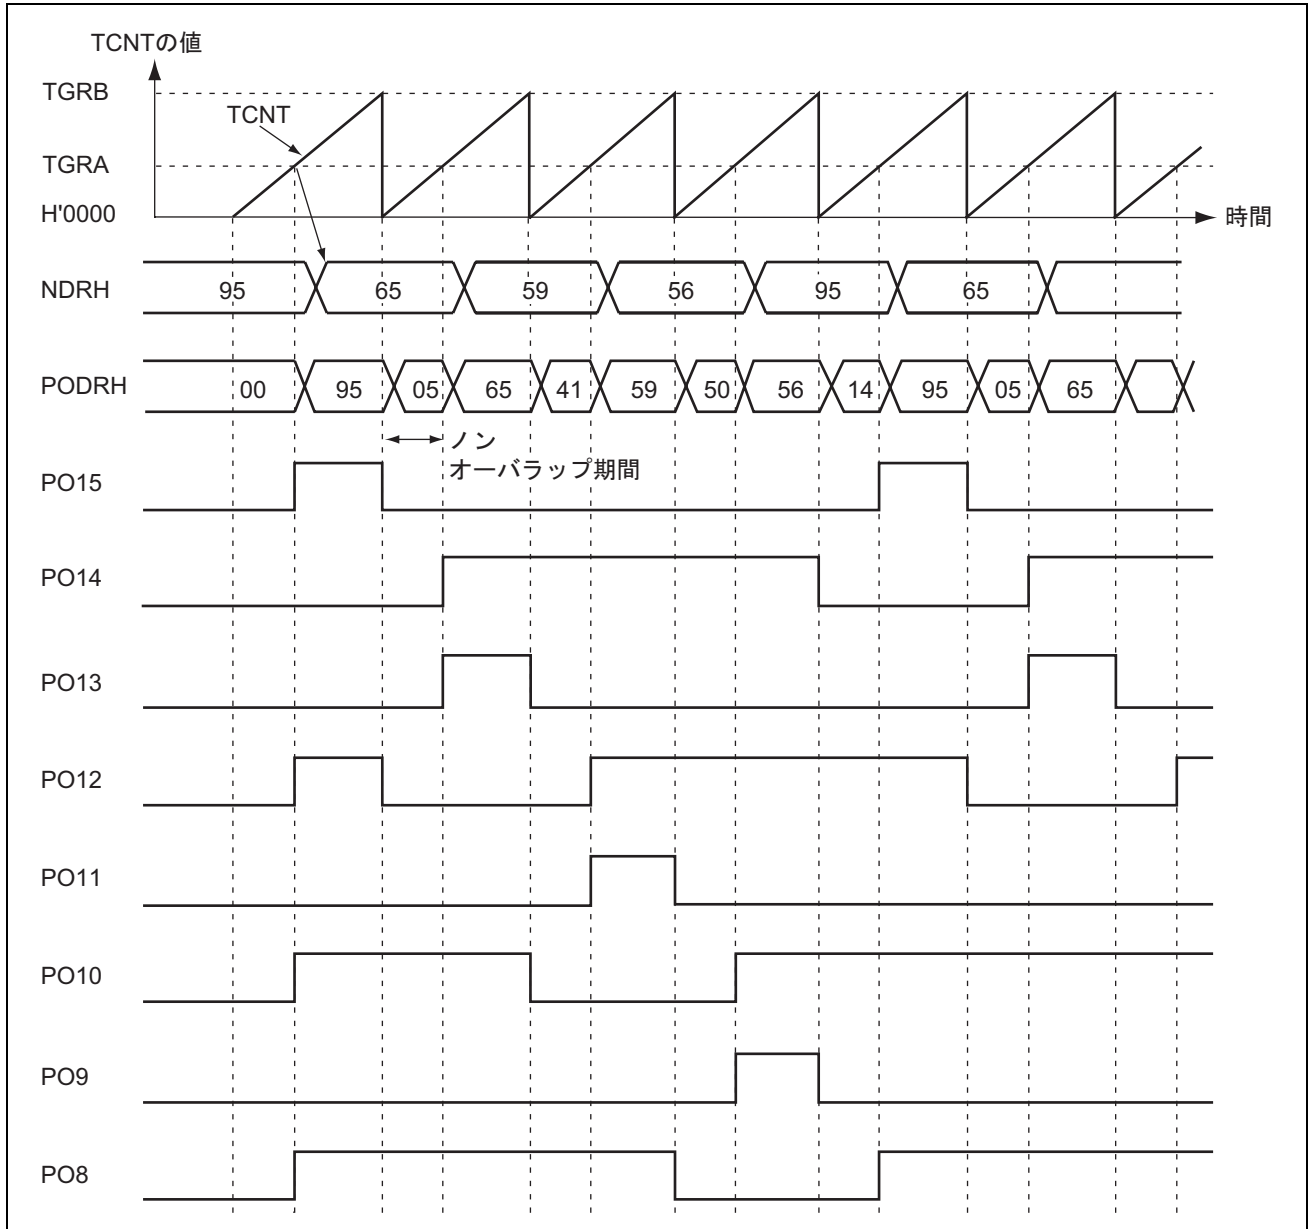 TCNTの値
TGRB
TCNT
TGRA
H'0000
時間
NDRH 95 65 59 56 95 65
PODRH 00 95 05 65 41 59 50 56 14 95 05 65
ノン
オーバラップ期間
PO15
PO14
PO13
PO12
PO11
PO10
PO9
PO8